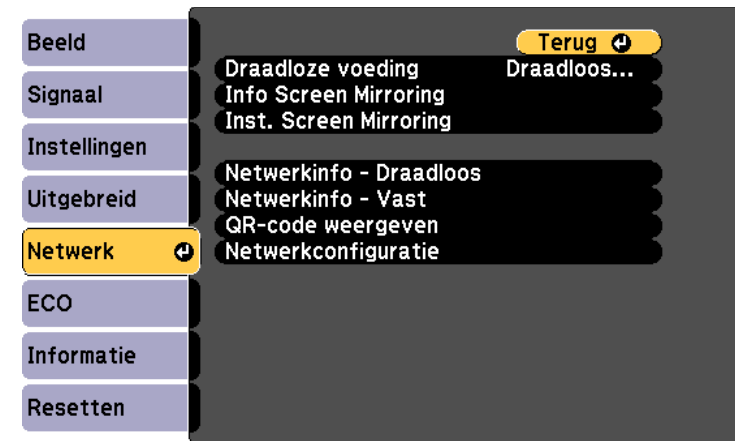 Beeld
Signaal
Instellingen
Uitgebreid
Netwerk
ECO
Informatie
Resetten
Terug
Draadloze voeding Draadloos...
Info Screen Mirroring
Inst. Screen Mirroring
Netwerkinfo - Draadloos
Netwerkinfo - Vast
QR-code weergeven
Netwerkconfiguratie